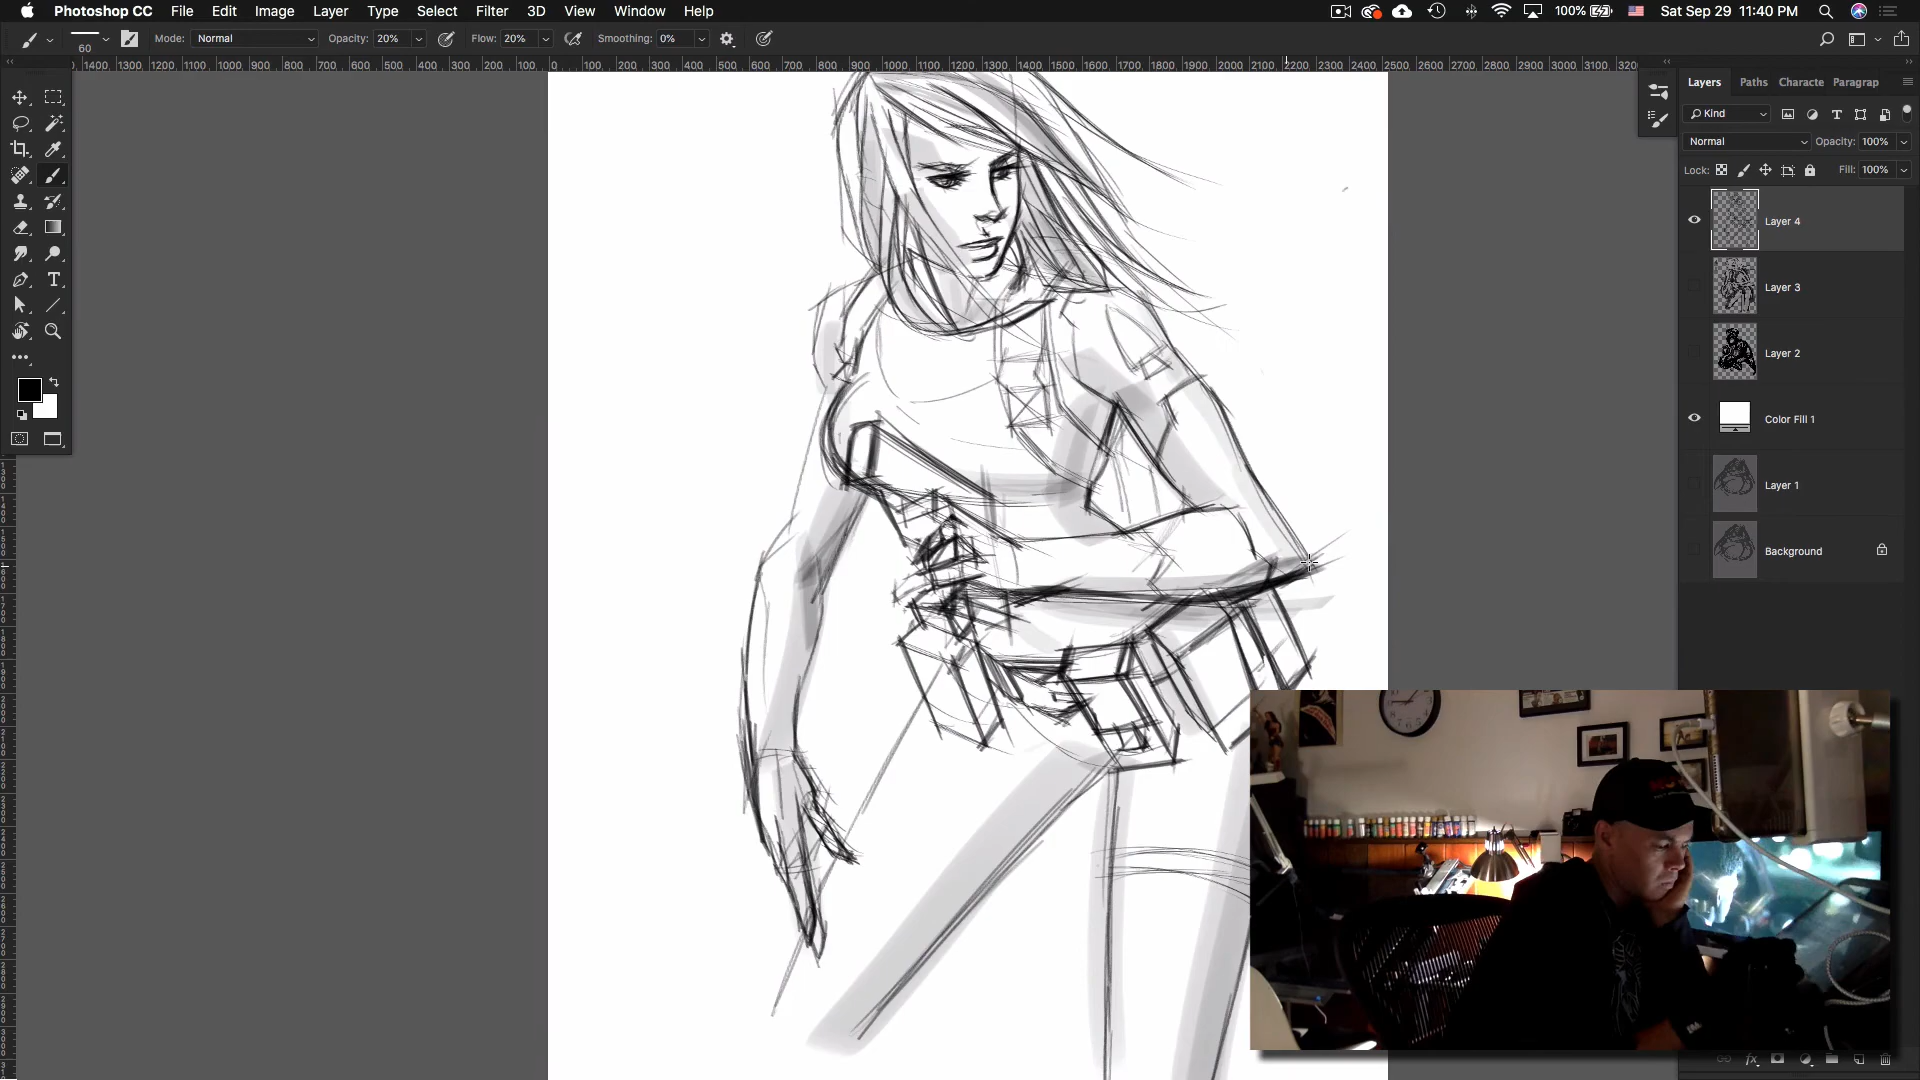 Photoshop CC File Edit Image Layer Type Select Filter 3D View Window Help 100% Sat Sep 29 11:40 PM
60 Mode: Normal Opacity: 20% Flow: 20% Smoothing: 0%
1400 1300 1200 1100 1000 900 800 700 600 500 400 300 200 100 0 100 200 300 400 500 600 700 800 900 1000 1100 1200 1300 1400 1500 1600 1700 1800 1900 2000 2100 2200 2300 2400 2500 2600 2700 2800 2900 3000 3100 320
Layers Paths Characte Paragrap
Kind
Normal Opacity: 100%
Lock: Fill: 100%
Layer 4
Layer 3
Layer 2
Color Fill 1
Layer 1
Background